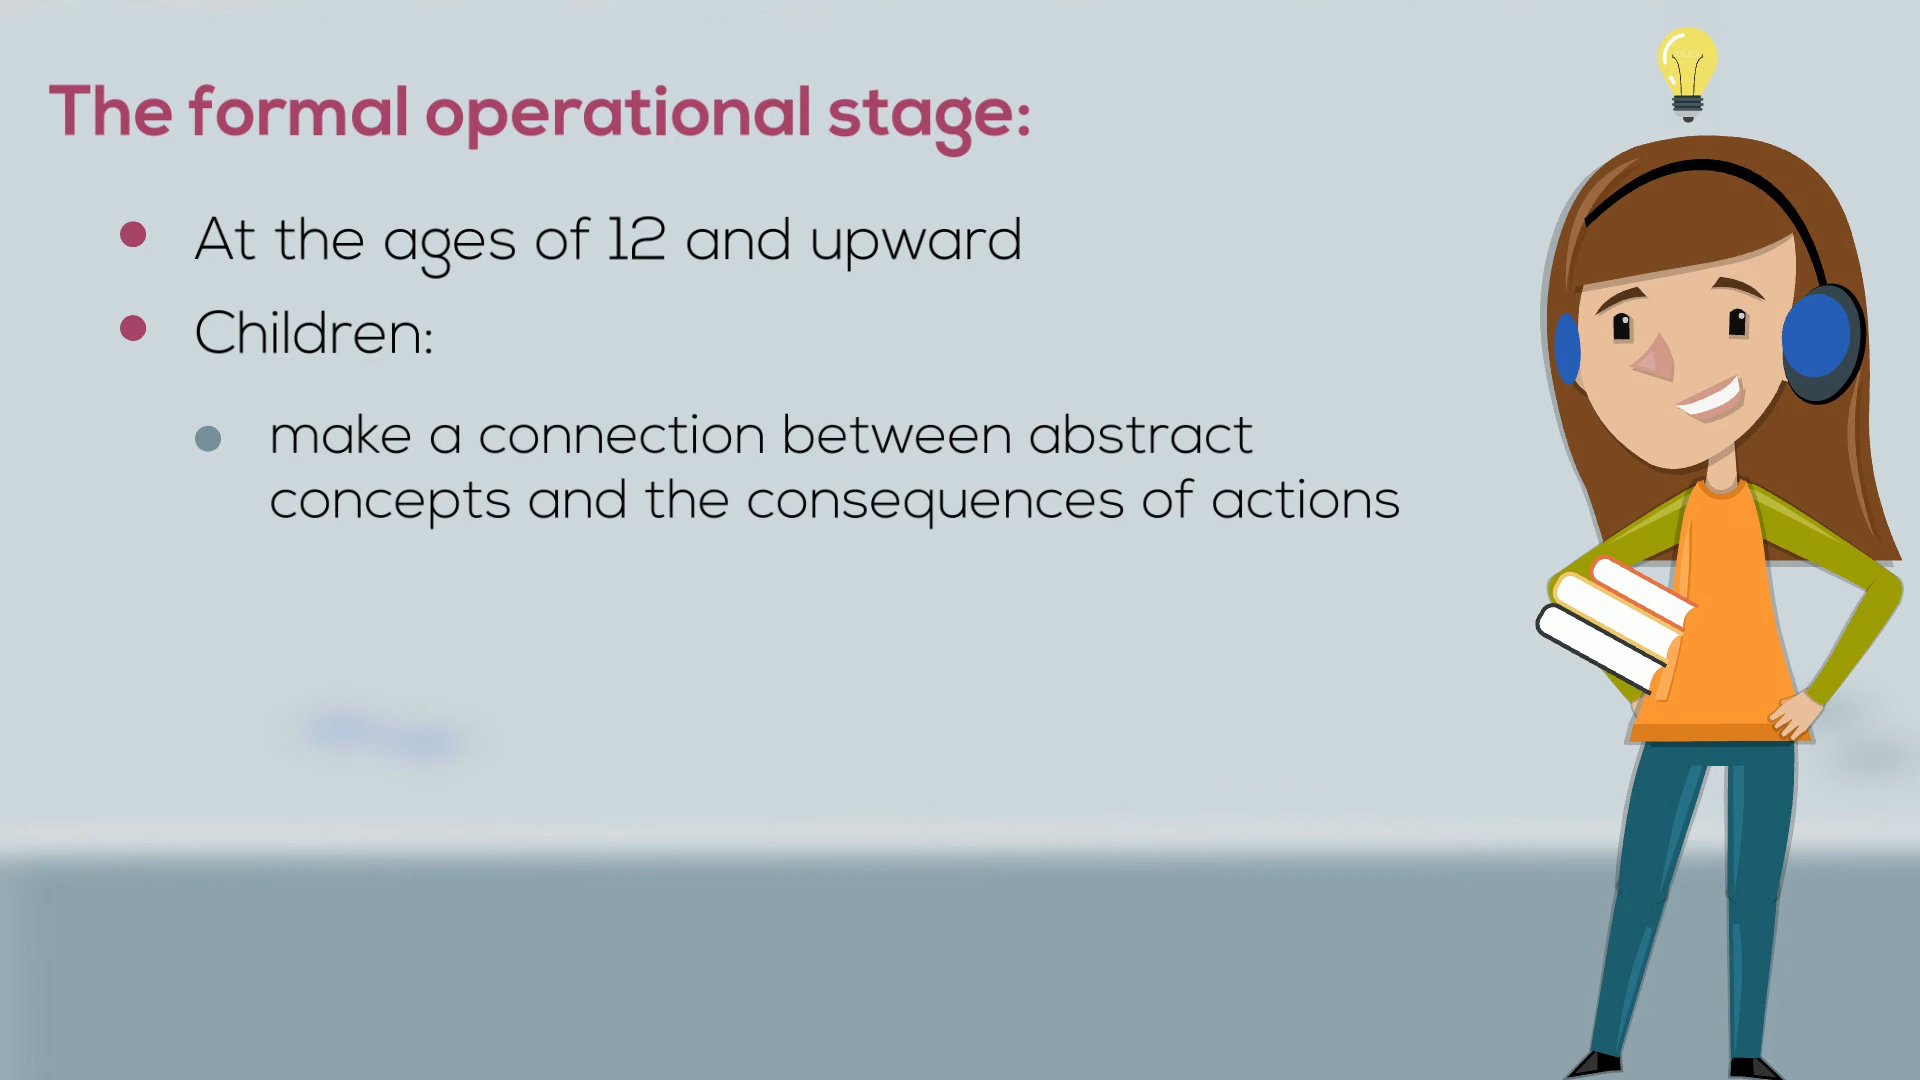 The formal operational stage:
At the ages of 12 and upward
Children:
make a connection between abstract
concepts and the consequences of actions